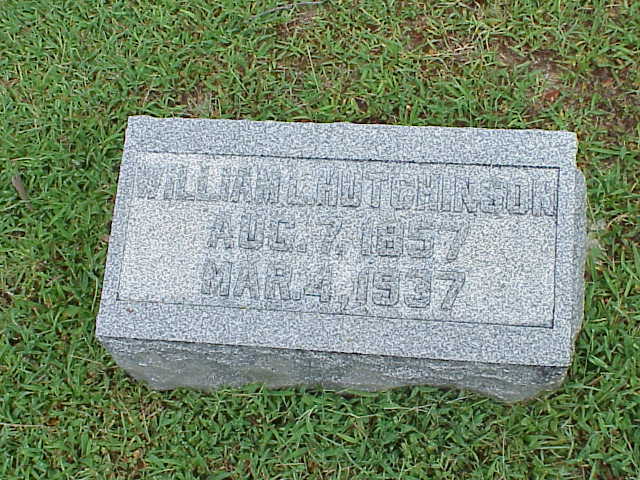 WILLIAM L. HUTCHINSON
AUG. 7, 1857
MAR. 4, 1937